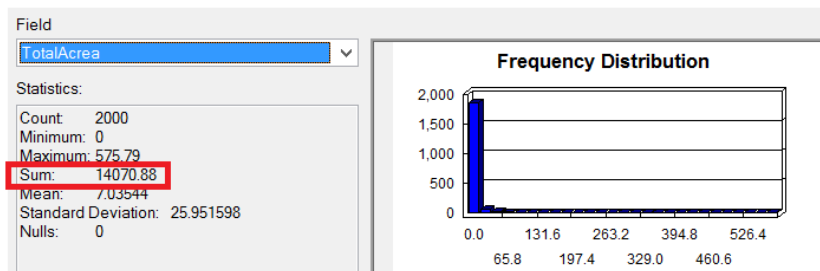 Field
TotalAcrea
Statistics:
Count: 2000
Minimum: 0
Maximum: 575.79
Sum: 14070.88
Mean: 7.03544
Standard Deviation: 25.951598
Nulls: 0
Frequency Distribution
2,000
1,500
1,000
500
0
0.0 131.6 263.2 394.8 526.4
65.8 197.4 329.0 460.6